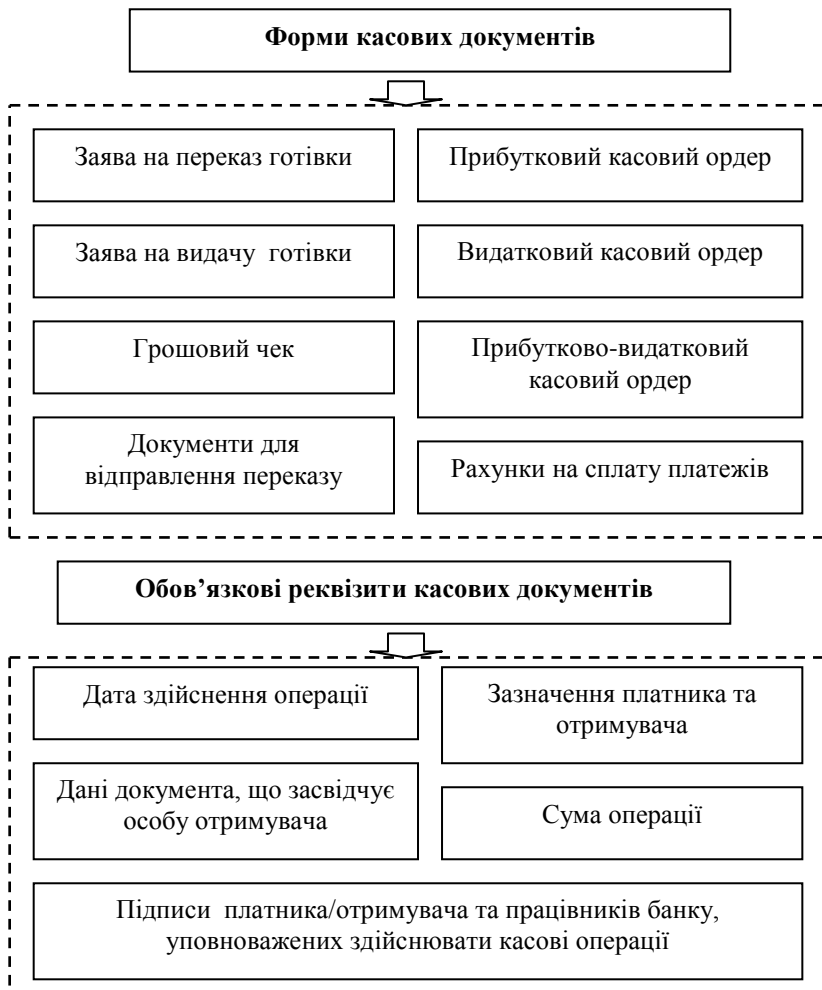 Форми касових документів
Заява на переказ готівки
Прибутковий касовий ордер
Заява на видачу готівки
Видатковий касовий ордер
Грошовий чек
Прибутково-видатковий
касовий ордер
Документи для
відправлення переказу
Рахунки на сплату платежів
Обов’язкові реквізити касових документів
Дата здійснення операції
Зазначення платника та
отримувача
Дані документа, що засвідчує
особу отримувача
Сума операції
Підписи платника/отримувача та працівників банку,
уповноважених здійснювати касові операції